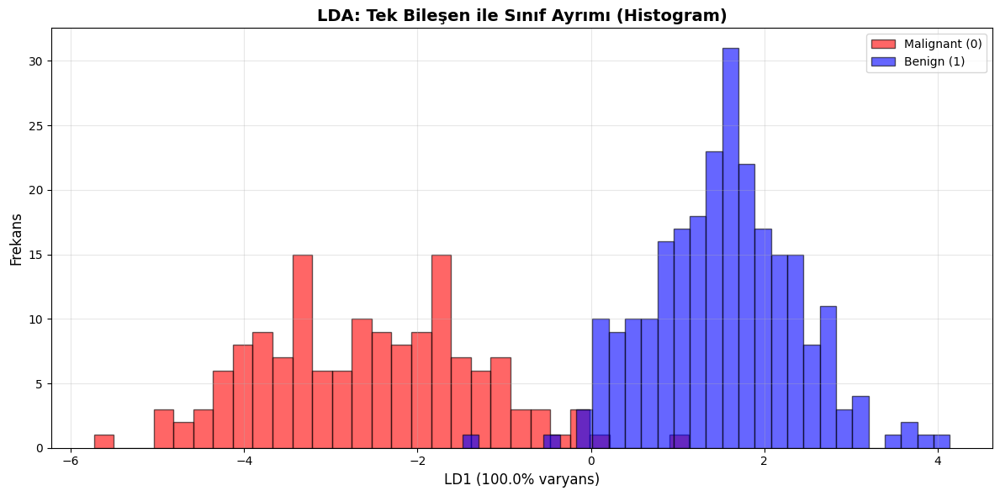 LDA: Tek Bileşen ile Sınıf Ayrımı (Histogram)
Malignant (0)
Benign (1)
Frekans
30
25
20
15
10
5
0
−6
−4
−2
0
2
4
LD1 (100.0% varyans)